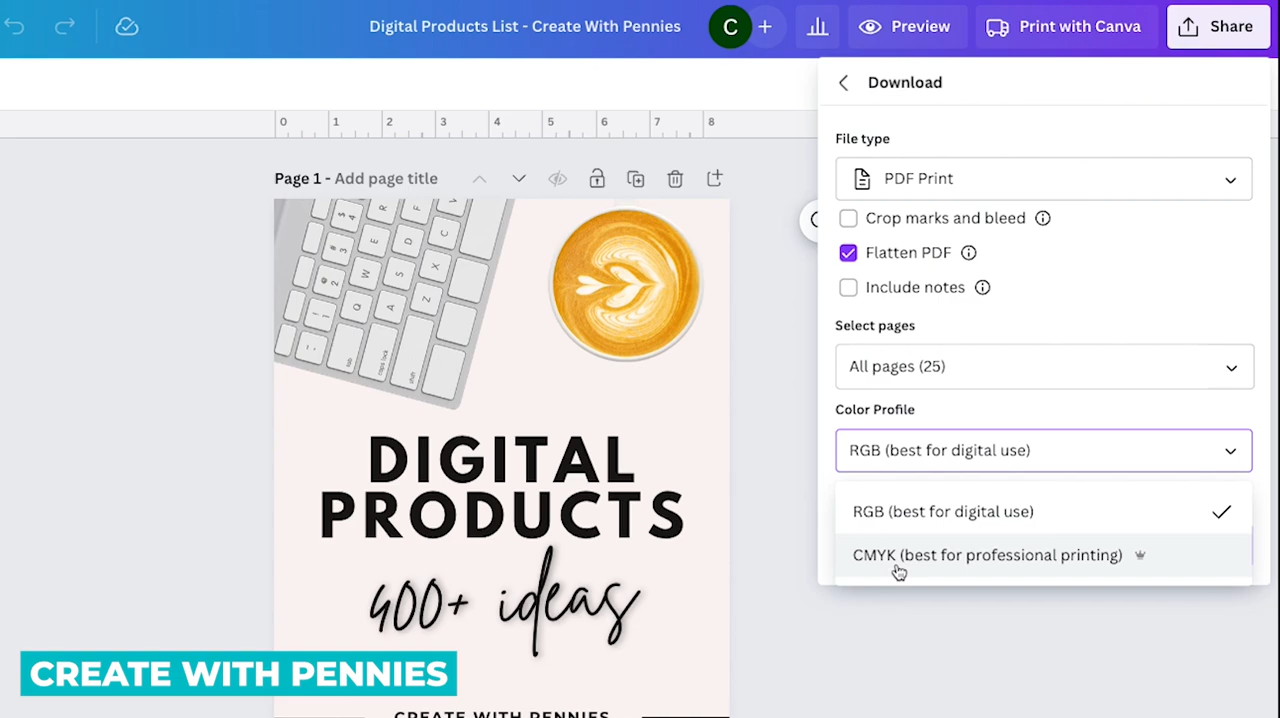 Digital Products List - Create With Pennies
C
Preview
Print with Canva
Share
Download
0 1 2 3 4 5 6 7 8
File type
PDF Print
Page 1 - Add page title
Crop marks and bleed
Flatten PDF
Include notes
Select pages
All pages (25)
Color Profile
RGB (best for digital use)
RGB (best for digital use)
CMYK (best for professional printing)
DIGITAL
PRODUCTS
400+ ideas
CREATE WITH PENNIES
CREATE WITH PENNIES